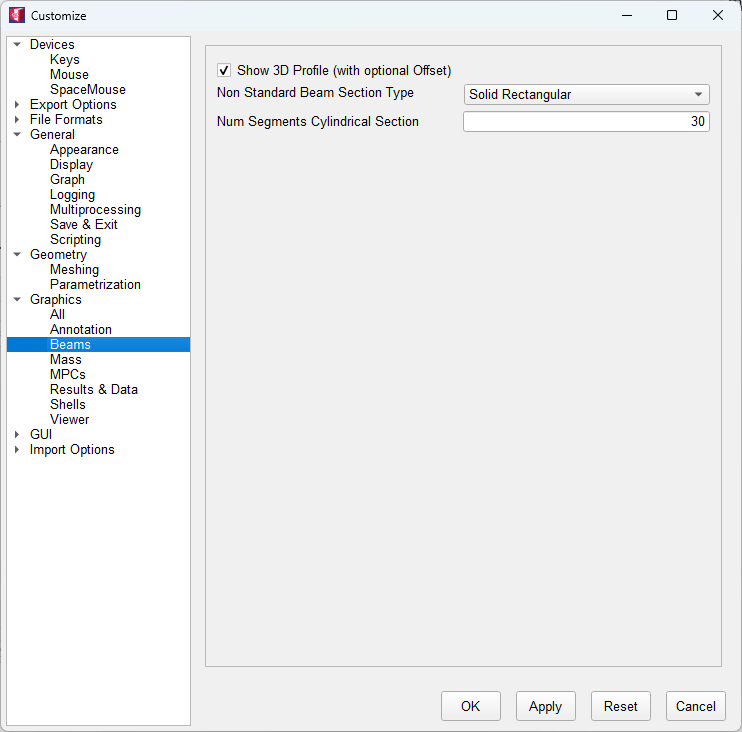 Customize
Devices
Keys
Mouse
SpaceMouse
Export Options
File Formats
General
Appearance
Display
Graph
Logging
Multiprocessing
Save & Exit
Scripting
Geometry
Meshing
Parametrization
Graphics
All
Annotation
Beams
Mass
MPCs
Results & Data
Shells
Viewer
GUI
Import Options
Show 3D Profile (with optional Offset)
Non Standard Beam Section Type Solid Rectangular
Num Segments Cylindrical Section 30
OK Apply Reset Cancel